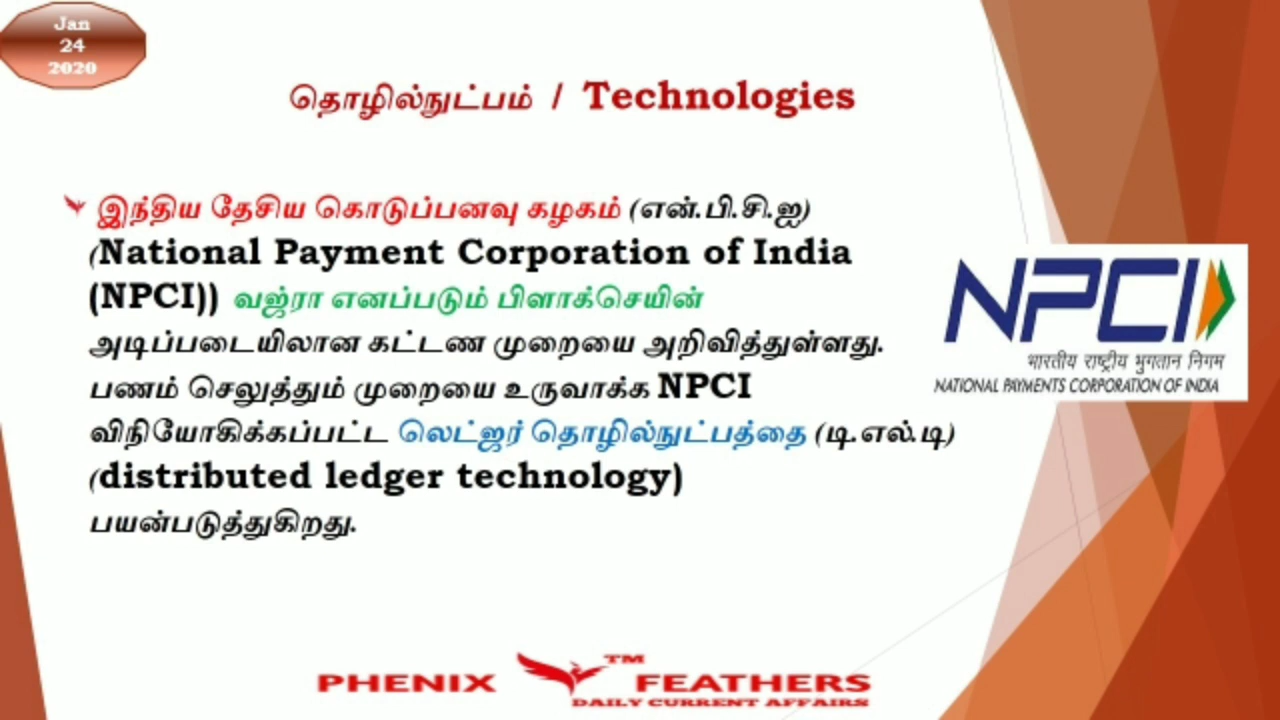 Jan
24
2020
தொழில்நுட்பம் / Technologies
இந்திய தேசிய கொடுப்பனவு கழகம் (என்.பி.சி.ஐ)
(National Payment Corporation of India
(NPCI)) வஜ்ரா எனப்படும் பிளாக்செயின்
அடிப்படையிலான கட்டண முறையை அறிவித்துள்ளது.
பணம் செலுத்தும் முறையை உருவாக்க NPCI
விநியோகிக்கப்பட்ட லெட்ஜர் தொழில்நுட்பத்தை (டி.எல்.டி)
(distributed ledger technology)
பயன்படுத்துகிறது.
NPCI
भारतीय राष्ट्रीय भुगतान निगम
NATIONAL PAYMENTS CORPORATION OF INDIA
PHENIX FEATHERS TM
DAILY CURRENT AFFAIRS